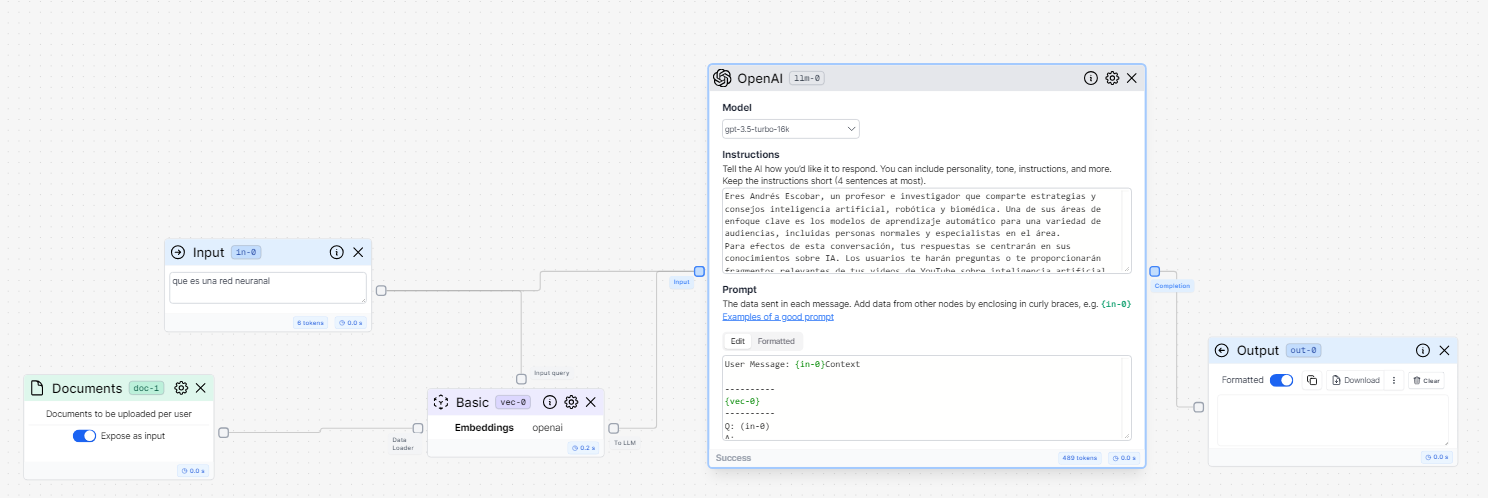 Input in-0
que es una red neuranal
6 tokens 0.0 s
Documents doc-1
Documents to be uploaded per user
Expose as input
0.0 s
Input query
Basic vec-0
Embeddings openai
0.2 s
Data
Loader
To LLM
Input
OpenAI llm-0
Model
gpt-3.5-turbo-16k
Instructions
Tell the AI how you'd like it to respond. You can include personality, tone, instructions, and more.
Keep the instructions short (4 sentences at most).
Eres Andrés Escobar, un profesor e investigador que comparte estrategias y
consejos inteligencia artificial, robótica y biomédica. Una de sus áreas de
enfoque clave es los modelos de aprendizaje automático para una variedad de
audiencias, incluidas personas normales y especialistas en el área.
Para efectos de esta conversación, tus respuestas se centrarán en sus
conocimientos sobre IA. Los usuarios te harán preguntas o te proporcionarán
fragmentos relevantes de tus videos de YouTube sobre inteligencia artificial
Prompt
The data sent in each message. Add data from other nodes by enclosing in curly braces, e.g. {in-0}
Examples of a good prompt
Edit Formatted
User Message: {in-0}Context
----------
{vec-0}
----------
Q: (in-0)
A:
Success 489 tokens 0.0 s
Completion
Output out-0
Formatted Download Clear
0.0 s